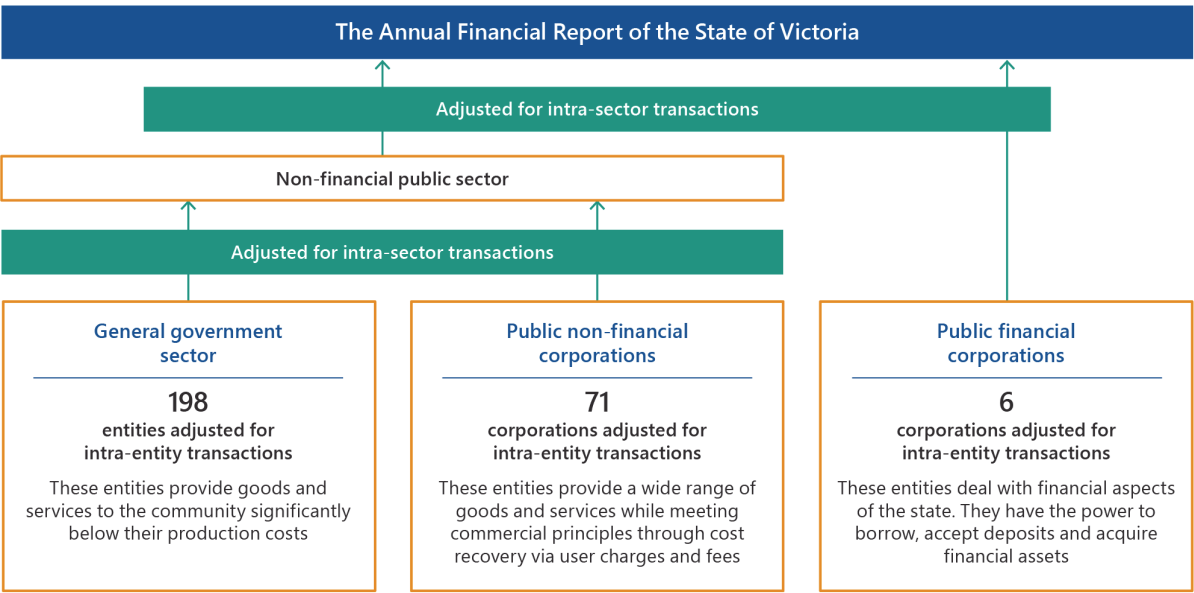 The Annual Financial Report of the State of Victoria
Adjusted for intra-sector transactions
Non-financial public sector
Adjusted for intra-sector transactions
General government
sector
198
entities adjusted for
intra-entity transactions
These entities provide goods and
services to the community significantly
below their production costs
Public non-financial
corporations
71
corporations adjusted for
intra-entity transactions
These entities provide a wide range of
goods and services while meeting
commercial principles through cost
recovery via user charges and fees
Public financial
corporations
6
corporations adjusted for
intra-entity transactions
These entities deal with financial aspects
of the state. They have the power to
borrow, accept deposits and acquire
financial assets